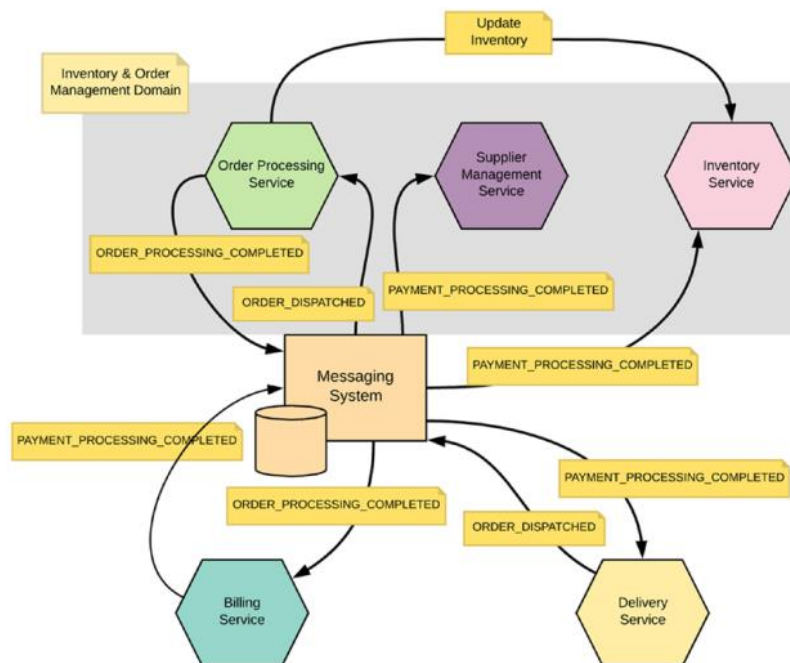 Update
Inventory
Inventory & Order
Management Domain
Order Processing
Service
Supplier
Management
Service
Inventory
Service
ORDER_PROCESSING_COMPLETED
ORDER_DISPATCHED
PAYMENT_PROCESSING_COMPLETED
PAYMENT_PROCESSING_COMPLETED
Messaging
System
PAYMENT_PROCESSING_COMPLETED
ORDER_PROCESSING_COMPLETED
PAYMENT_PROCESSING_COMPLETED
ORDER_DISPATCHED
Billing
Service
Delivery
Service